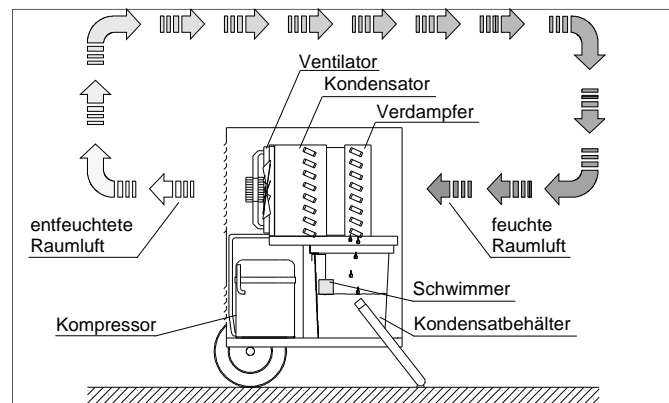 Ventilator
Kondensator
Verdampfer
entfeuchtete
Raumluft
feuchte
Raumluft
Schwimmer
Kompressor
Kondensatbehälter